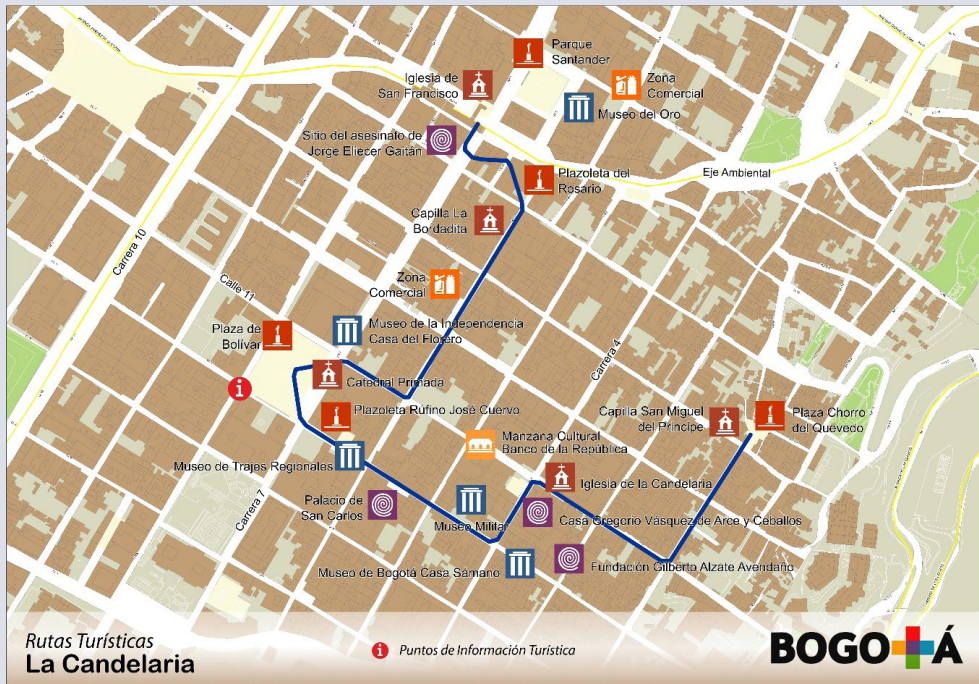 Parque
Santander
Iglesia de
San Francisco
Zona
Comercial
Museo del Oro
Sitio del asesinato de
Jorge Eliecer Gaitán
Eje Ambiental
Plazoleta del
Rosario
Capilla La
Bordadita
Carrera 10
Zona
Comercial
Calle 11
Plaza de
Bolívar
Museo de la Independencia
Casa del Florero
Carrera 4
i
Catedral Primada
Plazoleta Rufino José Cuervo
Capilla San Miguel
del Principe
Plaza Chorro
del Quevedo
Manzana Cultural
Banco de la República
Museo de Trajes Regionales
Iglesia de la Candelaria
Carrera 7
Palacio de
San Carlos
Museo Militar
Casa Gregorio Vásquez de Arce y Ceballos
Museo de Bogotá Casa Sámano
Fundación Gilberto Alzate Avendaño
Rutas Turísticas
La Candelaria
i Puntos de Información Turística
BOGOTÁ